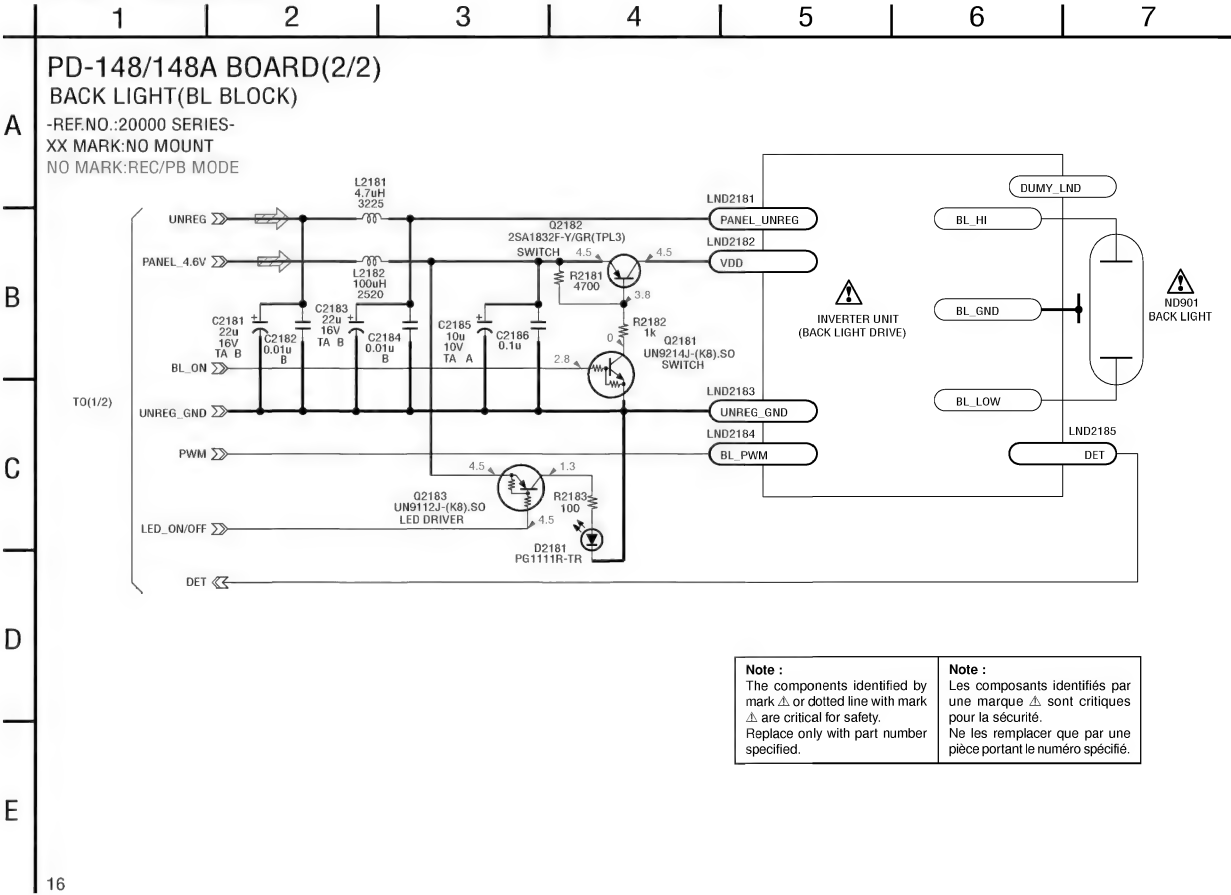 1 2 3 4 5 6 7
A
B
C
D
E
PD-148/148A BOARD(2/2)
BACK LIGHT(BL BLOCK)
-REF.NO.:20000 SERIES-
XX MARK:NO MOUNT
NO MARK:REC/PB MODE
TO(1/2)
UNREG
PANEL_4.6V
BL_ON
UNREG_GND
PWM
LED_ON/OFF
DET
L2181
4.7uH
3225
L2182
100uH
2520
C2181
22u
16V
TA B
C2182
0.01u
B
C2183
22u
16V
TA B
C2184
0.01u
B
C2185
10u
10V
TA A
C2186
0.1u
Q2182
2SA1832F-Y/GR(TPL3)
SWITCH
4.5
4.5
R2181
4700
3.8
R2182
1k
0
Q2181
UN9214J-(K8).SO
SWITCH
2.8
4.5
1.3
Q2183
UN9112J-(K8).SO
LED DRIVER
4.5
R2183
100
D2181
PG1111R-TR
LND2181
PANEL_UNREG
LND2182
VDD
LND2183
UNREG_GND
LND2184
BL_PWM
INVERTER UNIT
(BACK LIGHT DRIVE)
DUMY_LND
BL_HI
BL_GND
BL_LOW
LND2185
DET
ND901
BACK LIGHT
Note :
The components identified by
mark ⚠ or dotted line with mark
⚠ are critical for safety.
Replace only with part number
specified.
Note :
Les composants identifiés par
une marque ⚠ sont critiques
pour la sécurité.
Ne les remplacer que par une
pièce portant le numéro spécifié.
16